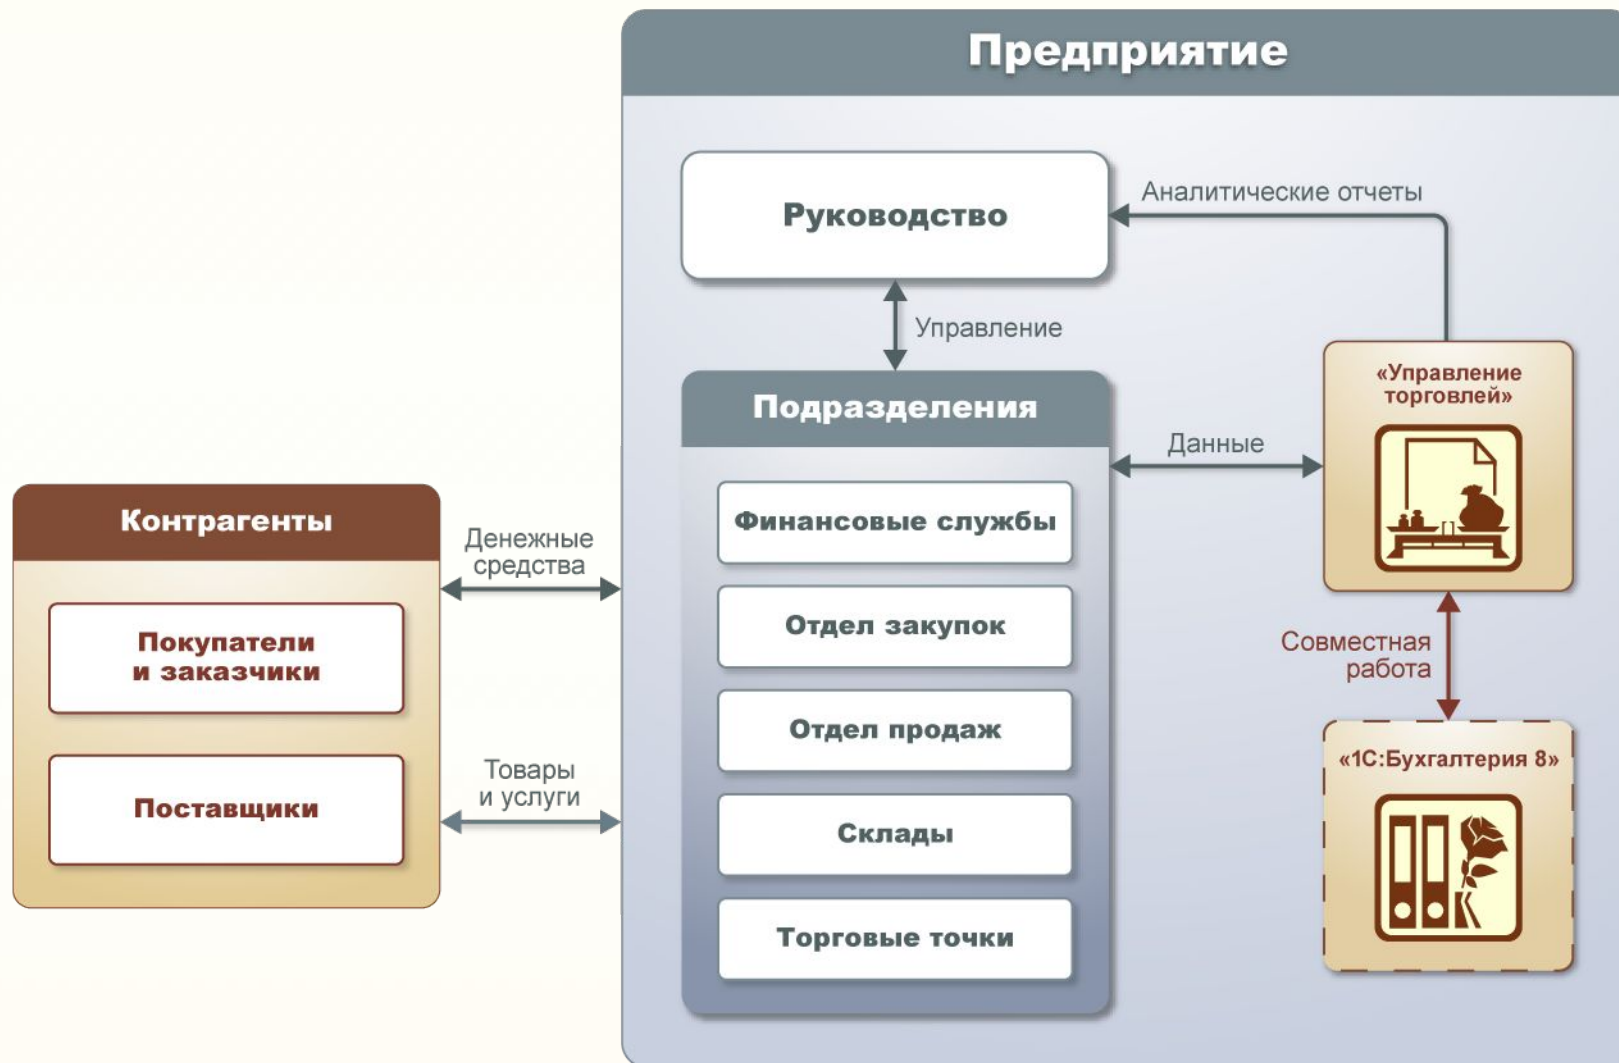 Предприятие
Руководство
Аналитические отчеты
Управление
«Управление
торговлей»
Подразделения
Данные
Финансовые службы
Отдел закупок
Отдел продаж
Склады
Торговые точки
Контрагенты
Покупатели
и заказчики
Поставщики
Денежные
средства
Товары
и услуги
Совместная
работа
«1С:Бухгалтерия 8»